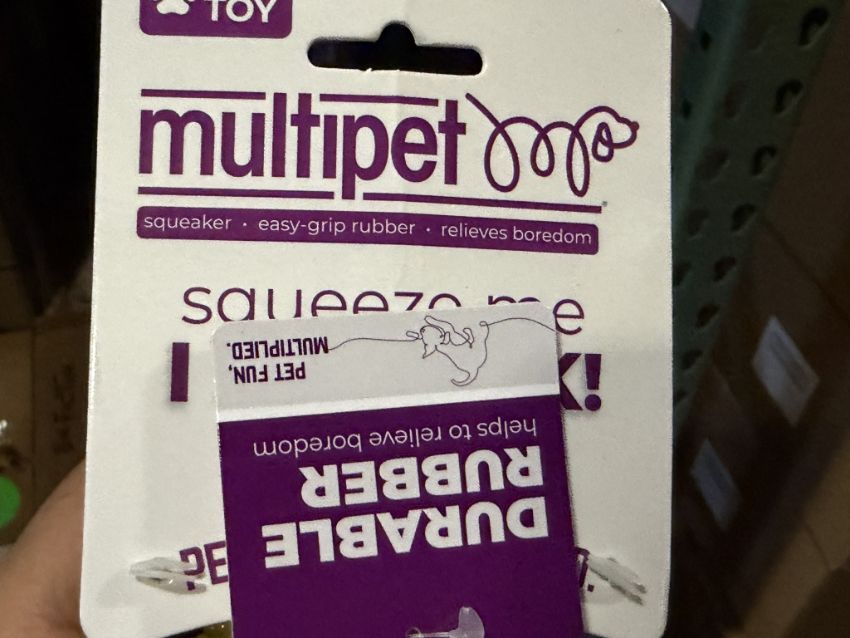 TOY
multipet
squeaker · easy-grip rubber · relieves boredom
squeeze me
I
K!
DURABLE
RUBBER
helps to relieve boredom
PET FUN,
MULTIPLIED.